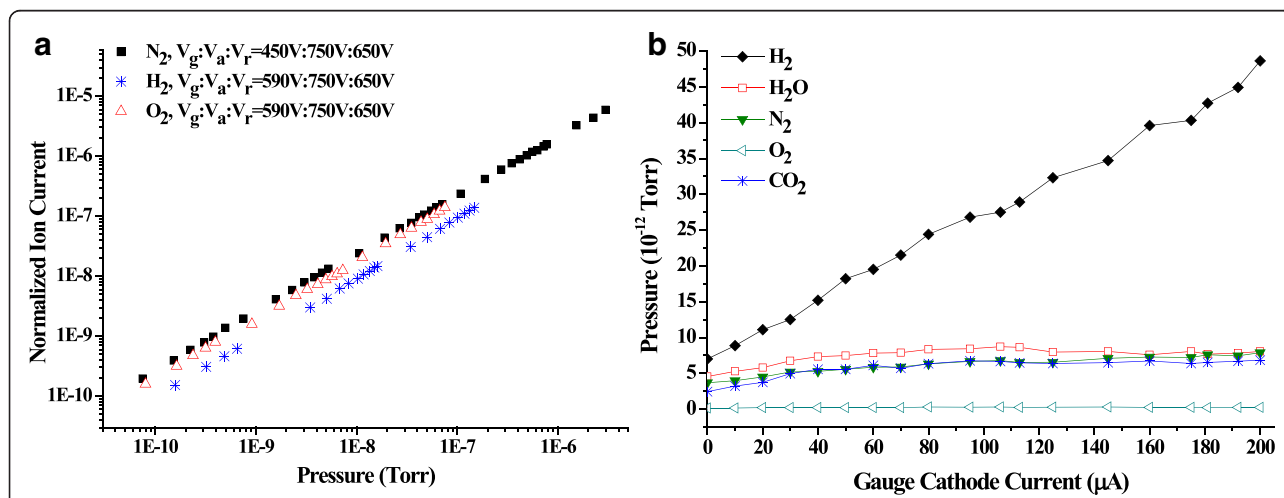 a
N2, Vg:Va:Vr=450V:750V:650V
H2, Vg:Va:Vr=590V:750V:650V
O2, Vg:Va:Vr=590V:750V:650V
1E-5
1E-6
1E-7
1E-8
1E-9
1E-10
Normalized Ion Current
1E-10 1E-9 1E-8 1E-7 1E-6
Pressure (Torr)
b
H2
H2O
N2
O2
CO2
50
45
40
35
30
25
20
15
10
5
0
Pressure (10-12 Torr)
0 20 40 60 80 100 120 140 160 180 200
Gauge Cathode Current (μA)